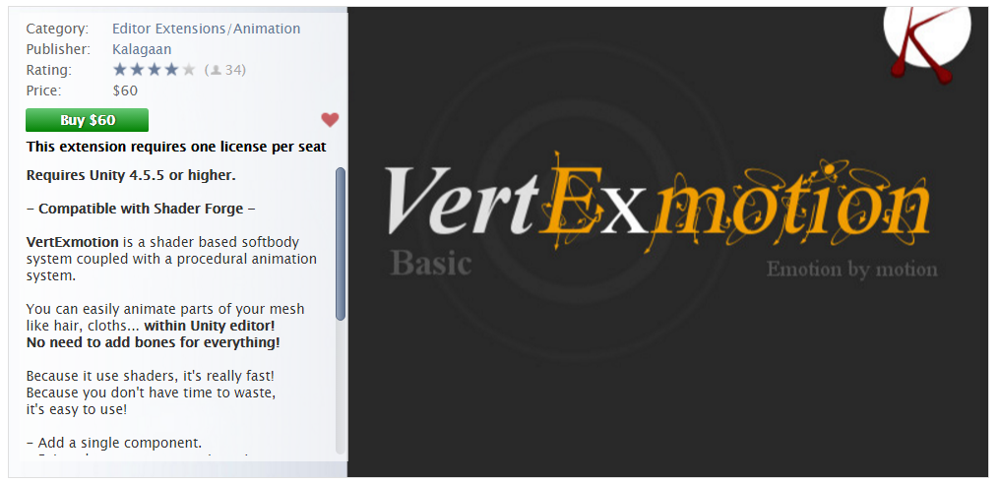 Category: Editor Extensions/Animation
Publisher: Kalagaan
Rating: (34)
Price: $60
Buy $60
This extension requires one license per seat
Requires Unity 4.5.5 or higher.
- Compatible with Shader Forge -
VertExmotion is a shader based softbody
system coupled with a procedural animation
system.
You can easily animate parts of your mesh
like hair, cloths... within Unity editor!
No need to add bones for everything!
Because it use shaders, it's really fast!
Because you don't have time to waste,
it's easy to use!
- Add a single component.
K
VertExmotion
Basic
Emotion by motion